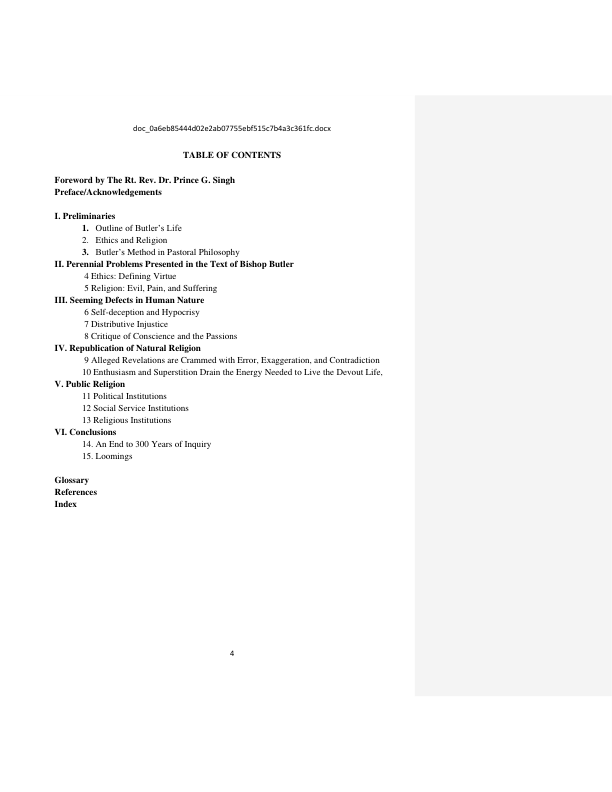 doc_0a6eb85444d02e2ab07755ebf515c7b4a3c361fc.docx
TABLE OF CONTENTS
Foreword by The Rt. Rev. Dr. Prince G. Singh
Preface/Acknowledgements
I. Preliminaries
1. Outline of Butler's Life
2. Ethics and Religion
3. Butler's Method in Pastoral Philosophy
II. Perennial Problems Presented in the Text of Bishop Butler
4 Ethics: Defining Virtue
5 Religion: Evil, Pain, and Suffering
III. Seeming Defects in Human Nature
6 Self-deception and Hypocrisy
7 Distributive Injustice
8 Critique of Conscience and the Passions
IV. Republication of Natural Religion
9 Alleged Revelations are Crammed with Error, Exaggeration, and Contradiction
10 Enthusiasm and Superstition Drain the Energy Needed to Live the Devout Life,
V. Public Religion
11 Political Institutions
12 Social Service Institutions
13 Religious Institutions
VI. Conclusions
14. An End to 300 Years of Inquiry
15. Loomings
Glossary
References
Index
4